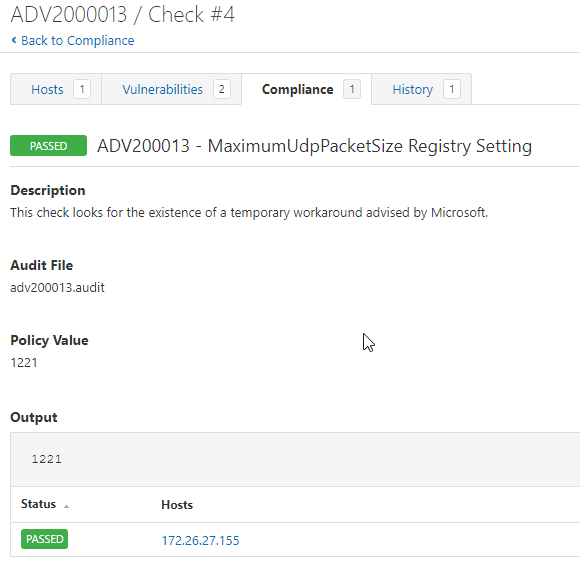 ADV2000013 / Check #4
Back to Compliance
Hosts 1 Vulnerabilities 2 Compliance 1 History 1
PASSED ADV200013 - MaximumUdpPacketSize Registry Setting
Description
This check looks for the existence of a temporary workaround advised by Microsoft.
Audit File
adv200013.audit
Policy Value
1221
Output
1221
Status Hosts
PASSED 172.26.27.155